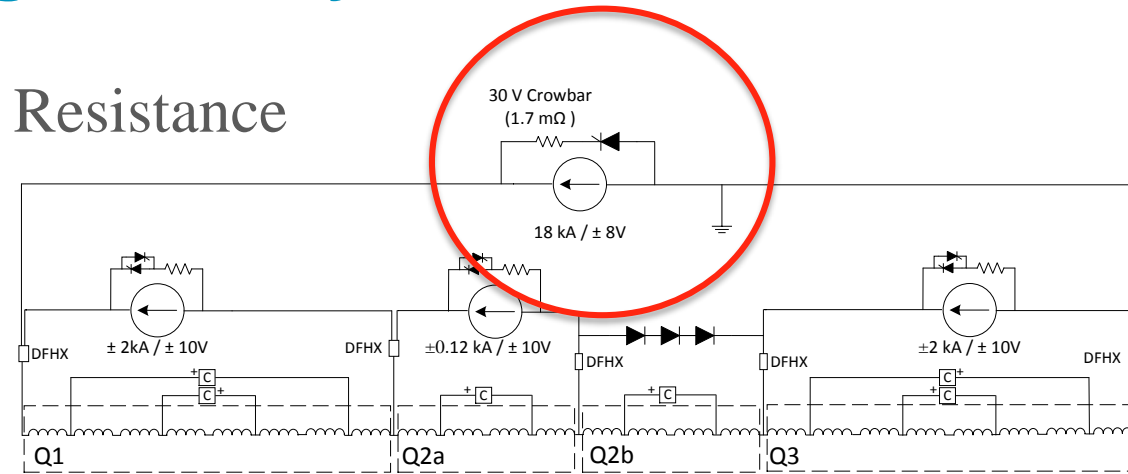 Resistance
30 V Crowbar
(1.7 mΩ )
18 kA / ± 8V
± 2kA / ± 10V
±0.12 kA / ± 10V
±2 kA / ± 10V
DFHX
DFHX
DFHX
DFHX
DFHX
+ C
C +
+ C
+ C
+ C
+ C
Q1
Q2a
Q2b
Q3